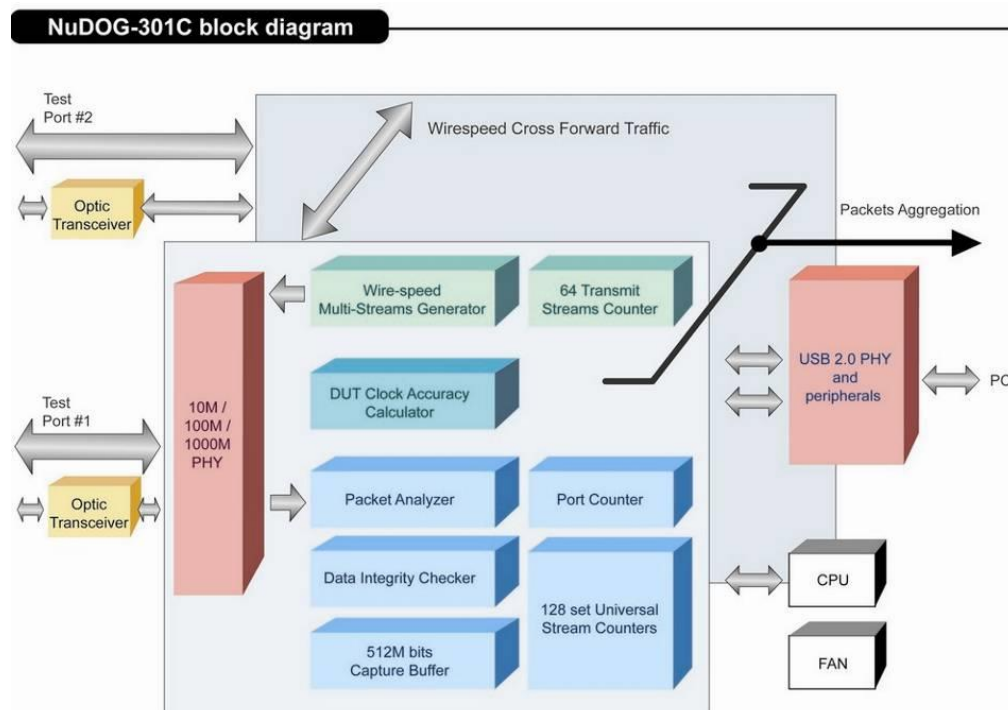 NuDOG-301C block diagram
Test
Port #2
Wirespeed Cross Forward Traffic
Optic
Transceiver
Packets Aggregation
Wire-speed
Multi-Streams Generator
64 Transmit
Streams Counter
USB 2.0 PHY
and
peripherals
PC
DUT Clock Accuracy
Calculator
Test
Port #1
10M /
100M /
1000M
PHY
Optic
Transceiver
Packet Analyzer
Port Counter
Data Integrity Checker
128 set Universal
Stream Counters
512M bits
Capture Buffer
CPU
FAN